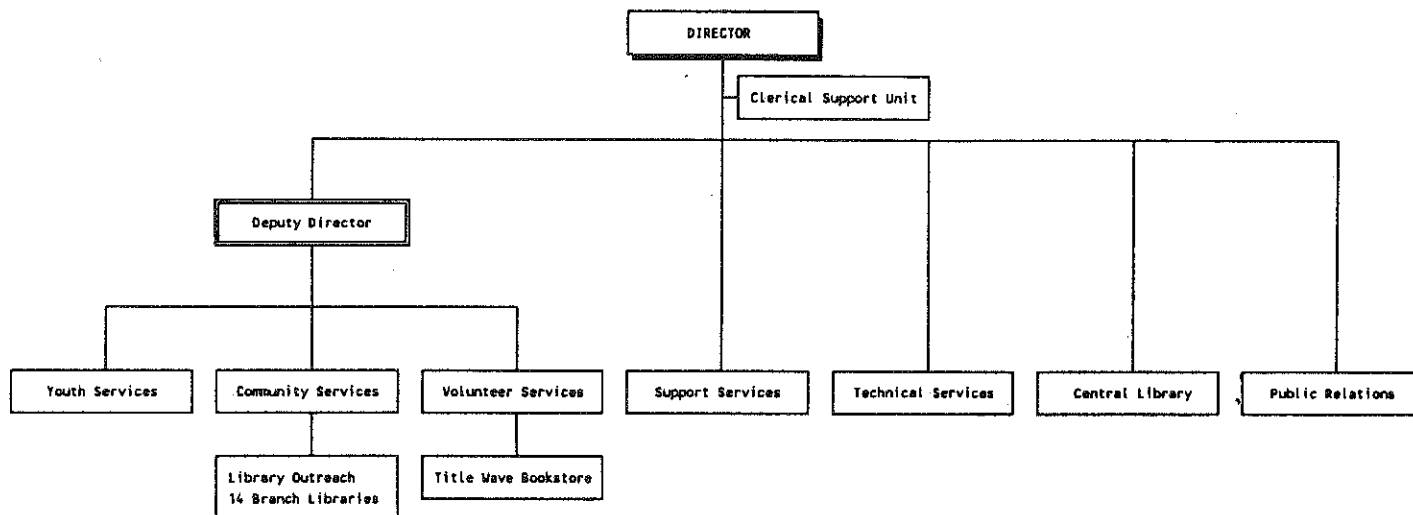 DIRECTOR
Clerical Support Unit
Deputy Director
Youth Services
Community Services
Volunteer Services
Support Services
Technical Services
Central Library
Public Relations
Library Outreach
14 Branch Libraries
Title Wave Bookstore